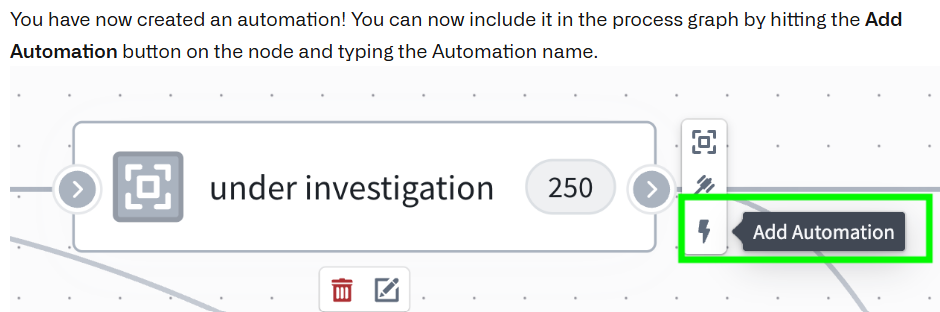 You have now created an automation! You can now include it in the process graph by hitting the Add
Automation button on the node and typing the Automation name.
under investigation 250
Add Automation